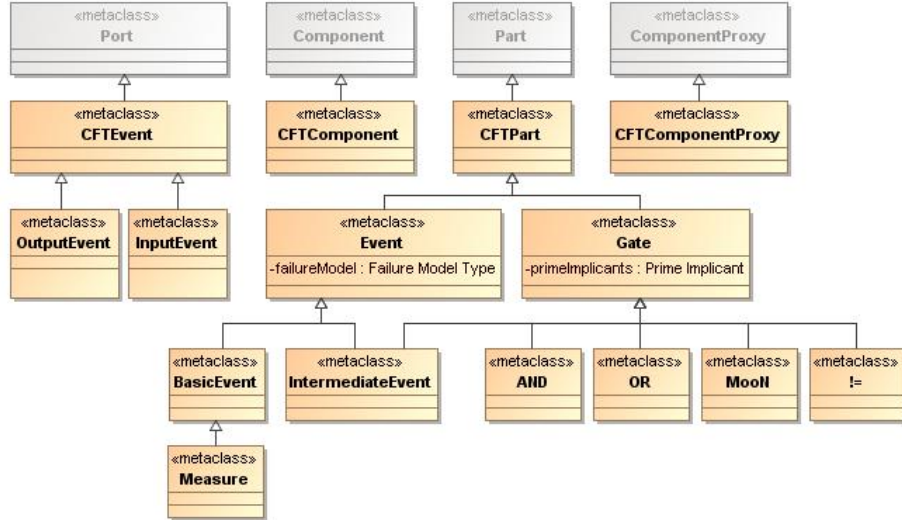 «metaclass»
Port
«metaclass»
Component
«metaclass»
Part
«metaclass»
ComponentProxy
«metaclass»
CFTEvent
«metaclass»
CFTComponent
«metaclass»
CFTPart
«metaclass»
CFTComponentProxy
«metaclass»
OutputEvent
«metaclass»
InputEvent
«metaclass»
Event
-failureModel : Failure Model Type
«metaclass»
Gate
-primeImplicants : Prime Implicant
«metaclass»
BasicEvent
«metaclass»
IntermediateEvent
«metaclass»
AND
«metaclass»
OR
«metaclass»
MooN
«metaclass»
!=
«metaclass»
Measure